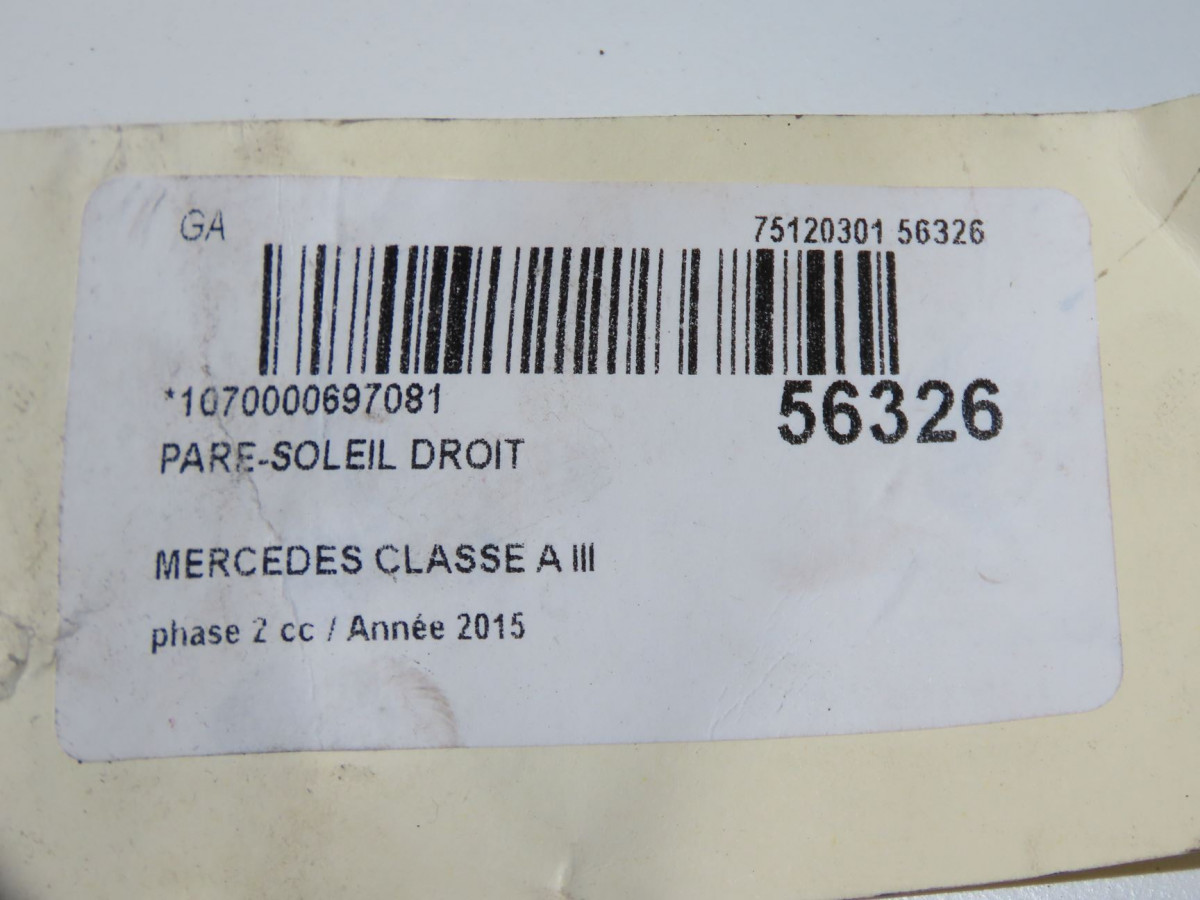 GA
75120301 56326
*1070000697081
56326
PARE-SOLEIL DROIT
MERCEDES CLASSE A III
phase 2 cc / Année 2015